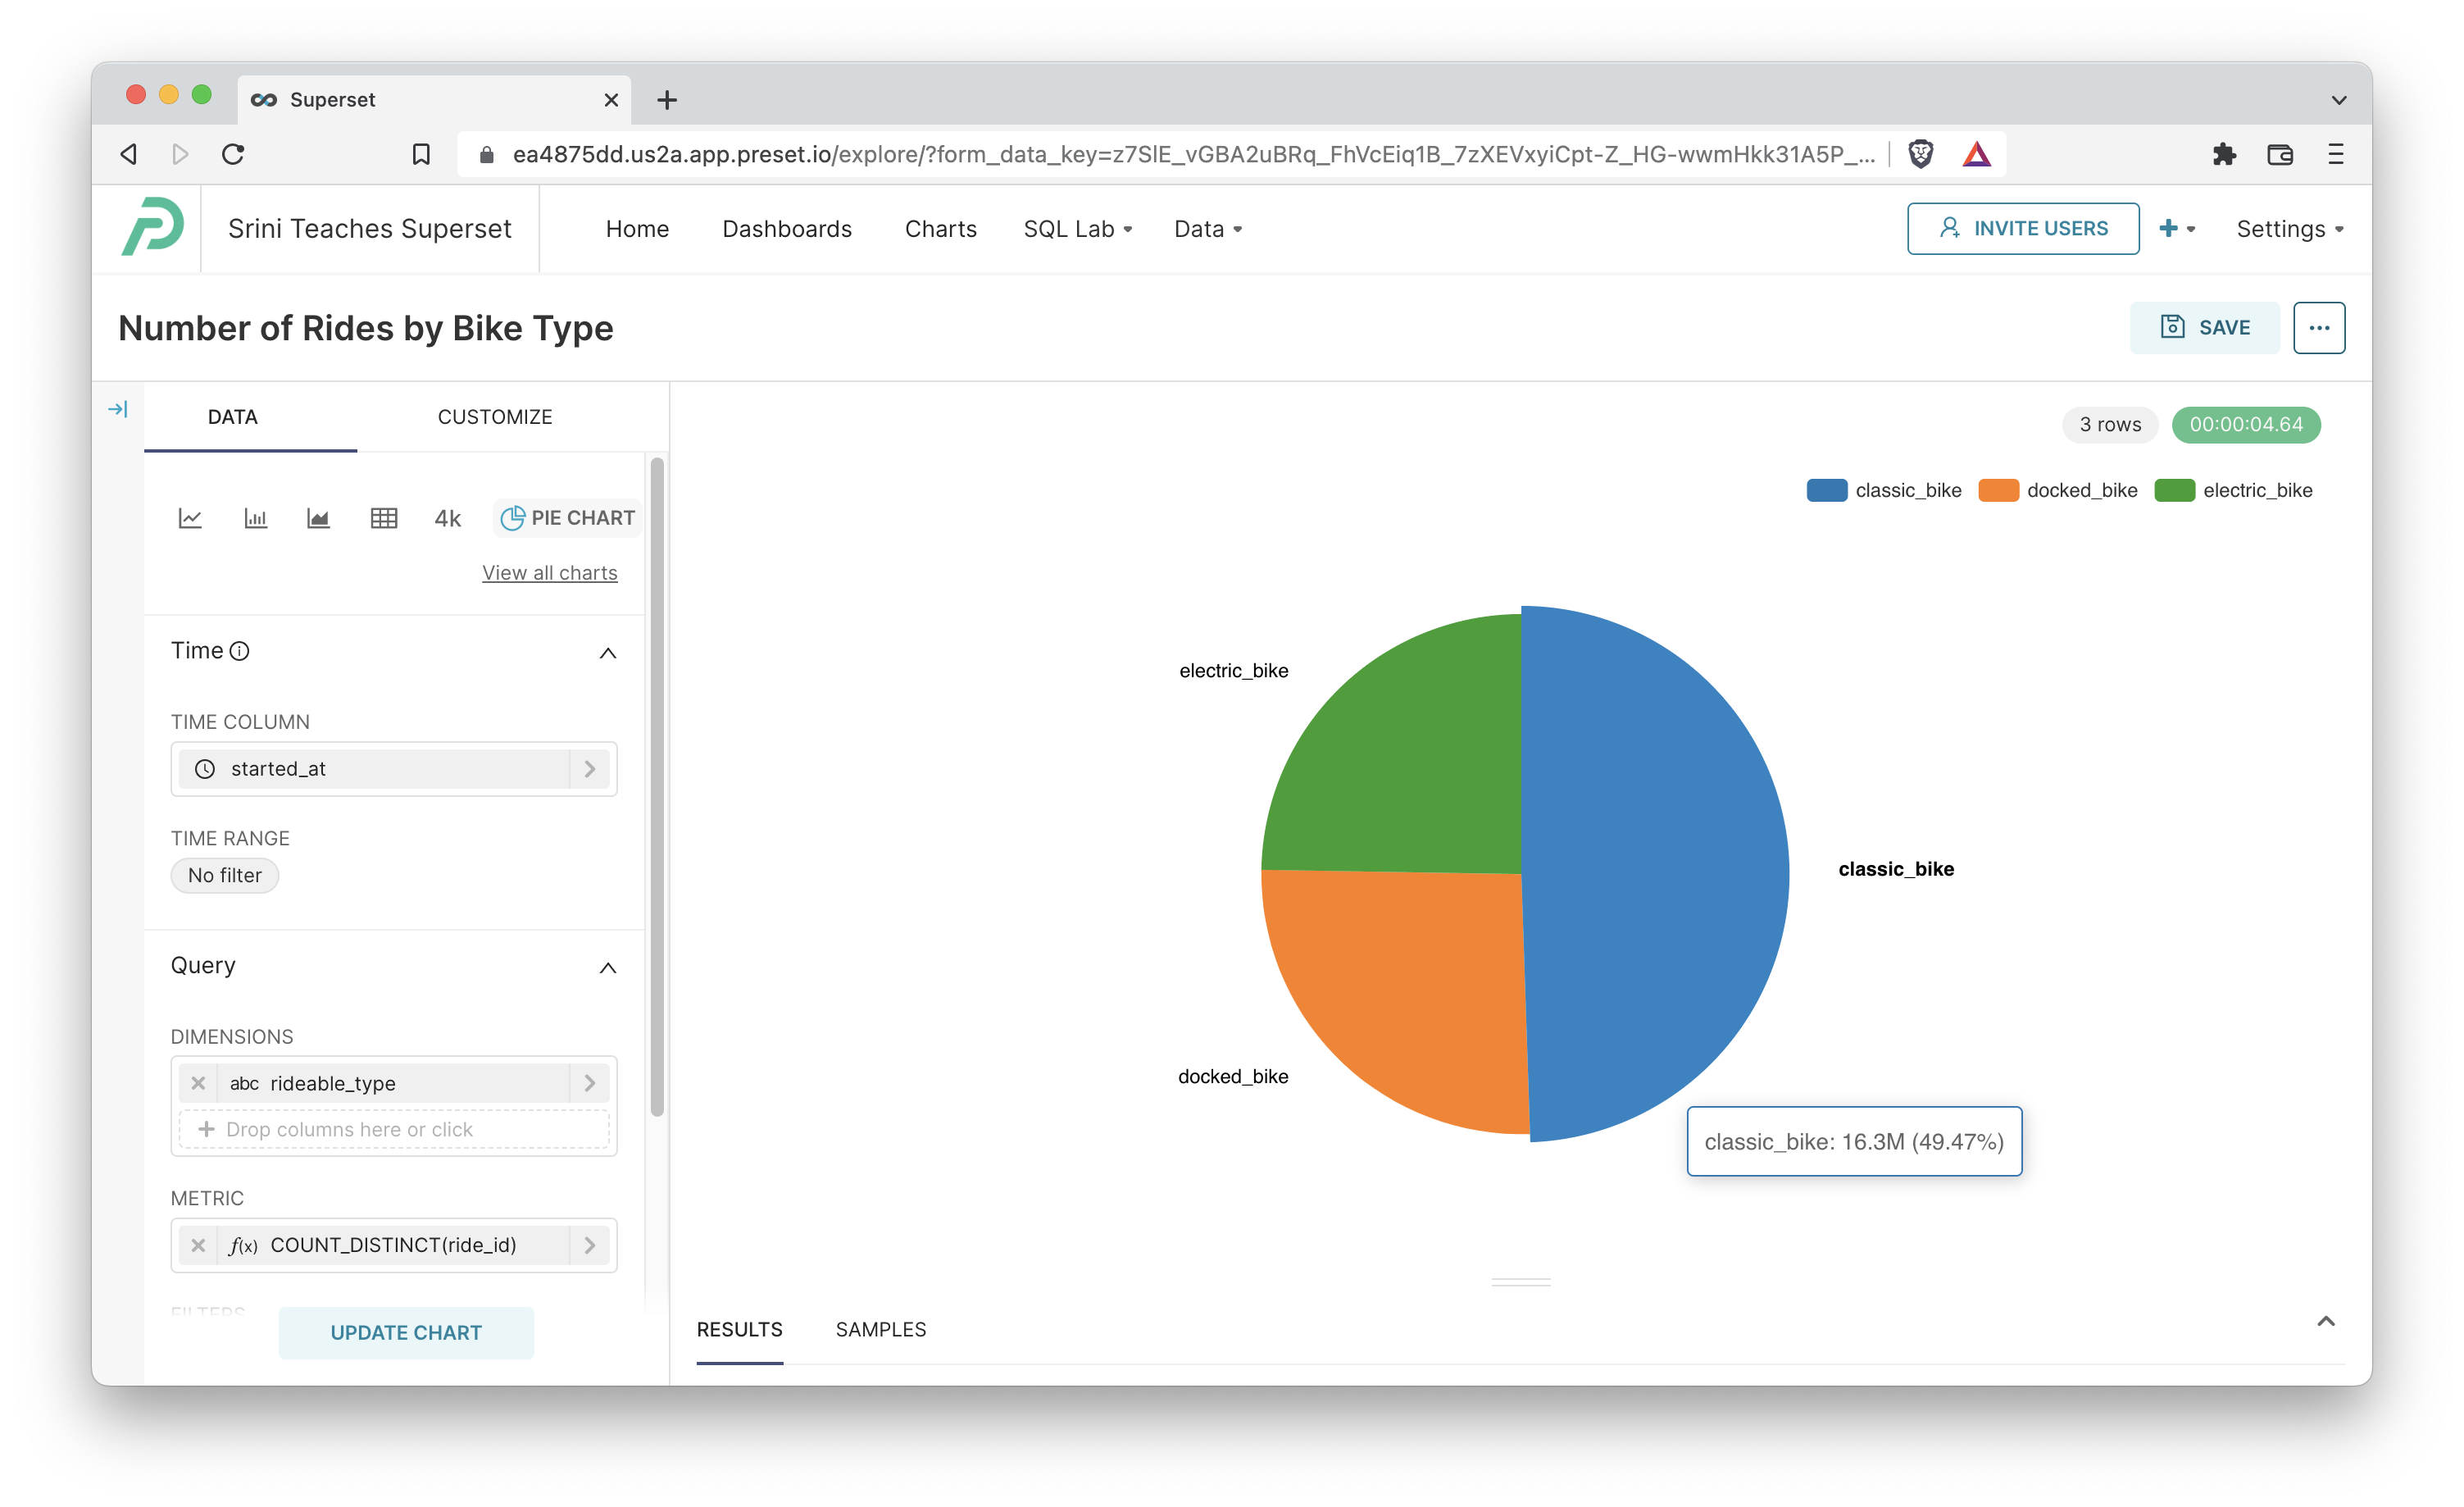 Superset
ea4875dd.us2a.app.preset.io/explore/?form_data_key=z7SlE_vGBA2uBRq_FhVcEiq1B_7zXEVxyiCpt-Z_HG-wwmHkk31A5P_...
Srini Teaches Superset
Home
Dashboards
Charts
SQL Lab
Data
INVITE USERS
Settings
Number of Rides by Bike Type
SAVE
DATA
CUSTOMIZE
3 rows
00:00:04.64
classic_bike
docked_bike
electric_bike
4k
PIE CHART
View all charts
Time
TIME COLUMN
started_at
TIME RANGE
No filter
Query
DIMENSIONS
abc rideable_type
Drop columns here or click
METRIC
f(x) COUNT_DISTINCT(ride_id)
FILTERS
UPDATE CHART
electric_bike
classic_bike
docked_bike
classic_bike: 16.3M (49.47%)
RESULTS
SAMPLES